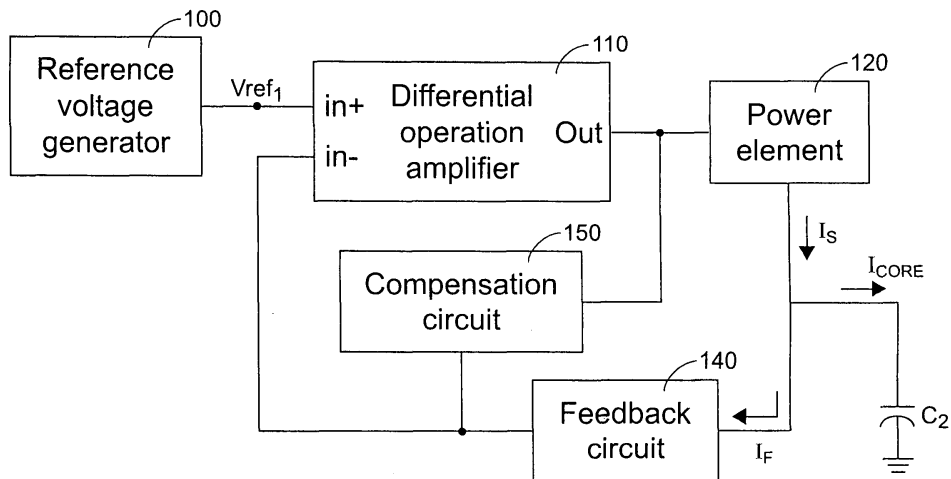 100
Reference
voltage
generator
Vref1
110
in+
in-
Differential
operation
amplifier
Out
120
Power
element
IS
ICORE
150
Compensation
circuit
140
Feedback
circuit
IF
C2